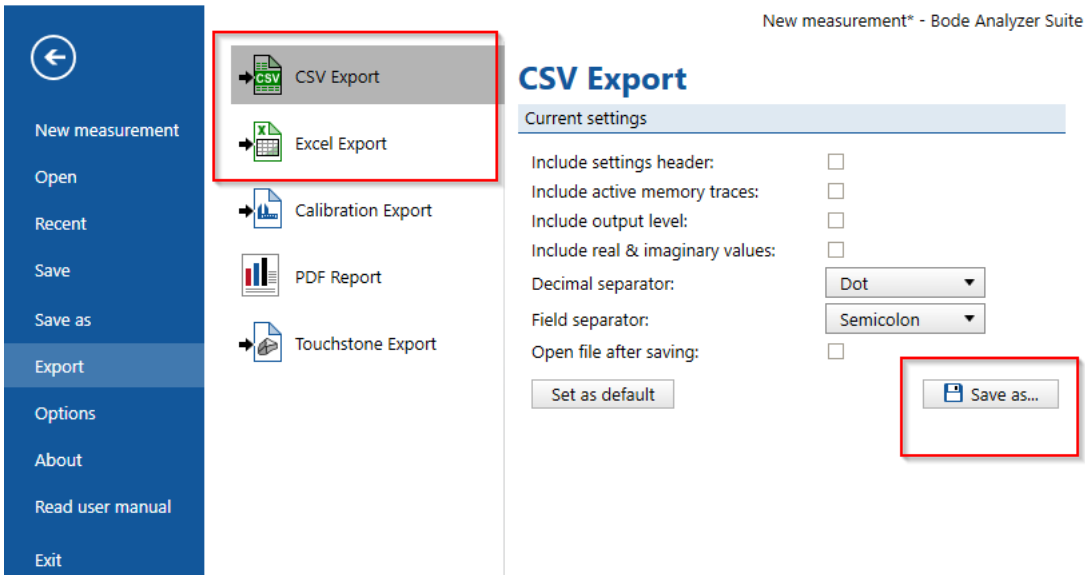 New measurement* - Bode Analyzer Suite
New measurement
Open
Recent
Save
Save as
Export
Options
About
Read user manual
Exit
CSV
CSV Export
X
Excel Export
Calibration Export
PDF Report
Touchstone Export
CSV Export
Current settings
Include settings header:
Include active memory traces:
Include output level:
Include real & imaginary values:
Decimal separator: Dot
Field separator: Semicolon
Open file after saving:
Set as default Save as...